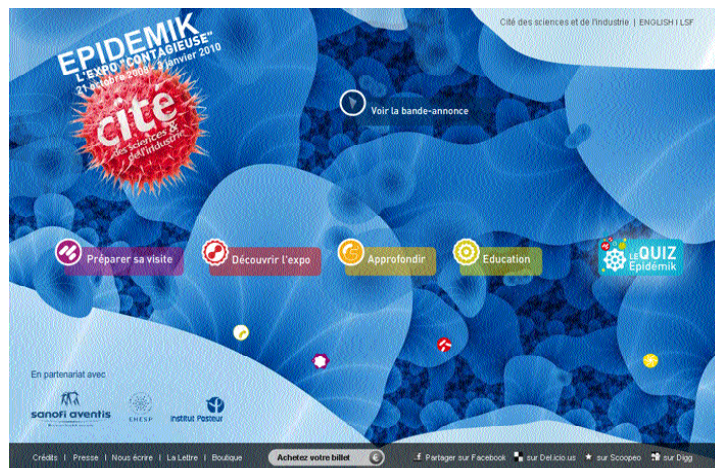 Cité des sciences et de l'industrie | ENGLISH | LSF
EPIDEMIK
L'EXPO "CONTAGIEUSE"
21 octobre 2008 - 3 janvier 2010
cité
des sciences &
de l'industrie
Voir la bande-annonce
Préparer sa visite
Découvrir l'expo
Approfondir
Education
LE QUIZ
Epidemik
En partenariat avec
sanofi aventis
EHESP
Institut Pasteur
Crédits | Presse | Nous écrire | La Lettre | Boutique
Achetez votre billet
Partager sur Facebook
sur Del.icio.us
sur Scoopeo
sur Digg